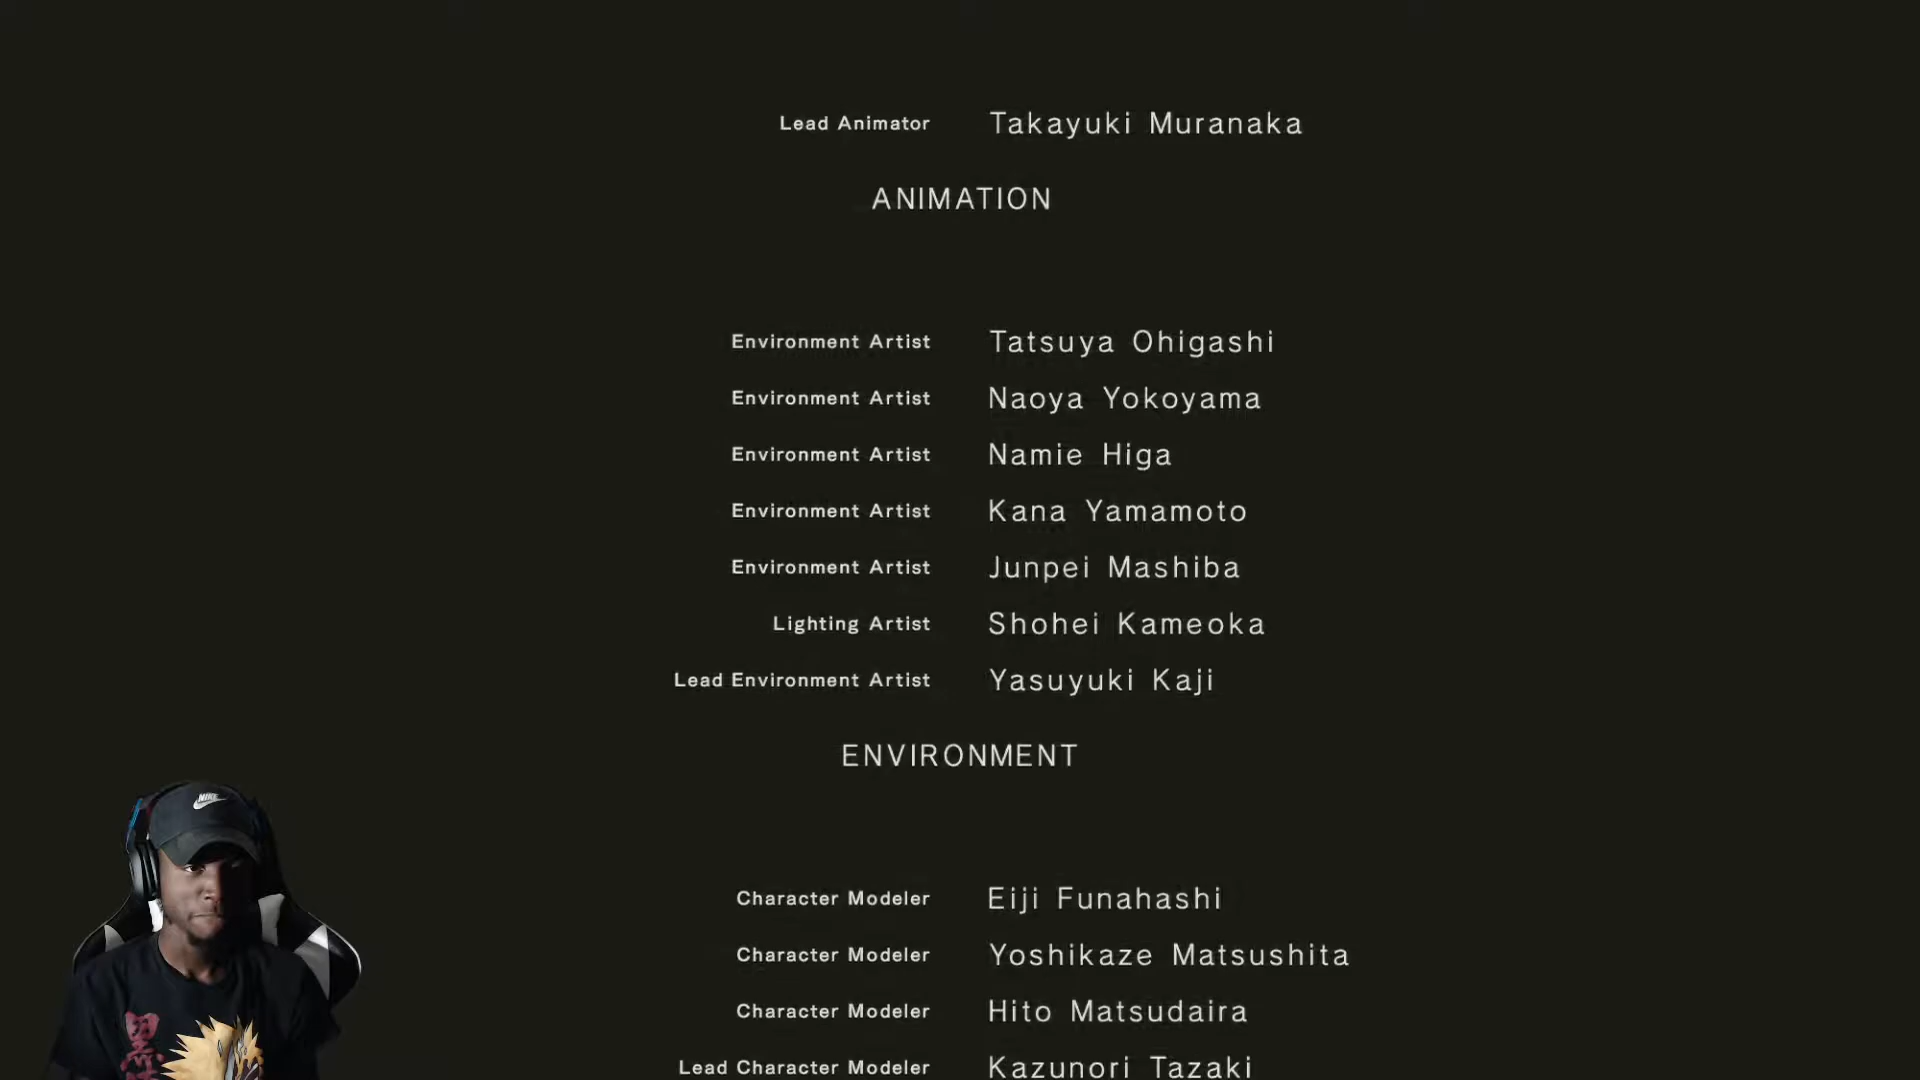 Lead Animator Takayuki Muranaka
ANIMATION
Environment Artist Tatsuya Ohigashi
Environment Artist Naoya Yokoyama
Environment Artist Namie Higa
Environment Artist Kana Yamamoto
Environment Artist Junpei Mashiba
Lighting Artist Shohei Kameoka
Lead Environment Artist Yasuyuki Kaji
ENVIRONMENT
NIKE
Character Modeler Eiji Funahashi
Character Modeler Yoshikaze Matsushita
Character Modeler Hito Matsudaira
Lead Character Modeler Kazunori Tazaki